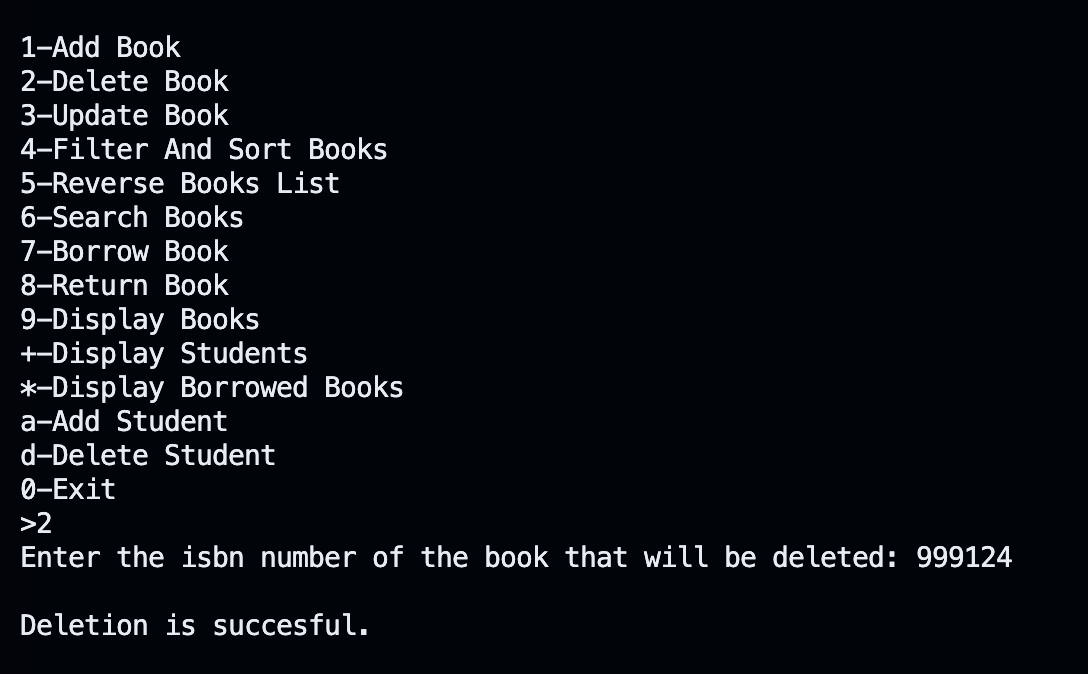 1-Add Book
2-Delete Book
3-Update Book
4-Filter And Sort Books
5-Reverse Books List
6-Search Books
7-Borrow Book
8-Return Book
9-Display Books
+-Display Students
*-Display Borrowed Books
a-Add Student
d-Delete Student
0-Exit
>2
Enter the isbn number of the book that will be deleted: 999124
Deletion is succesful.